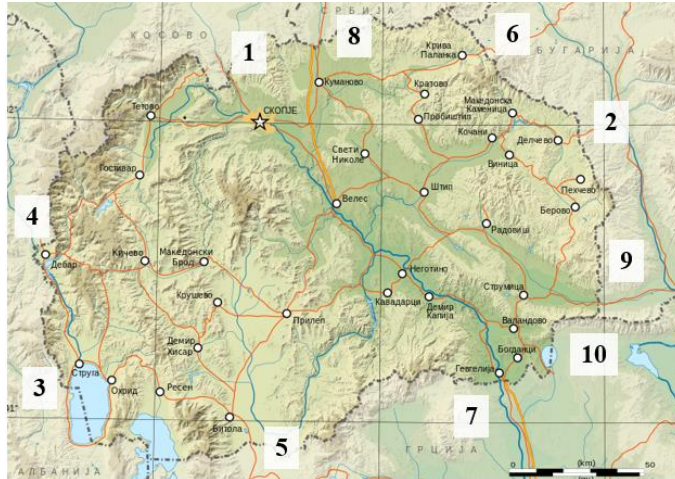 СРБИЈА
КОСОВО
БУГАРИЈА
1
8
6
Крива
Паланка
Куманово
Кратово
Тетово
СКОПЈЕ
Македонска
Каменица
Пробиштип
2
Кочани
Делчево
Свети
Николе
Виница
Гостивар
Пехчево
Штип
Велес
Берово
4
Радовиш
Дебар
Кичево
Македонски
Брод
9
Неготино
Крушево
Кавадарци
Демир
Капија
Струмица
Прилеп
Валандово
Демир
Хисар
10
Богданци
3
Струга
Гевгелија
Охрид
Ресен
7
Битола
5
ГРЦИЈА
АЛБАНИЈА
0
(km)
50